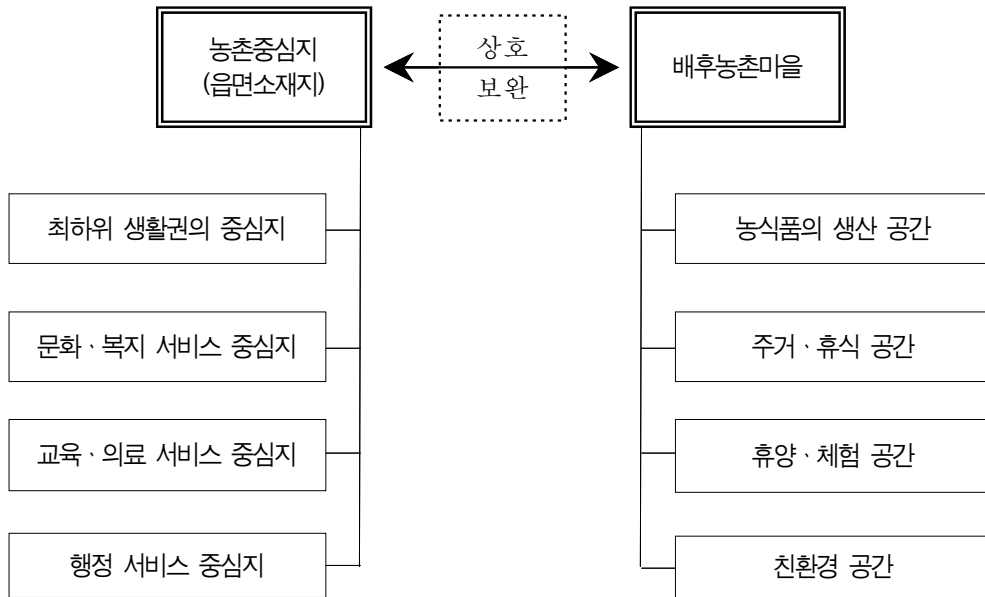 농촌중심지
(읍면소재지)
상호
보완
배후농촌마을
최하위 생활권의 중심지
문화 · 복지 서비스 중심지
교육 · 의료 서비스 중심지
행정 서비스 중심지
농식품의 생산 공간
주거 · 휴식 공간
휴양 · 체험 공간
친환경 공간